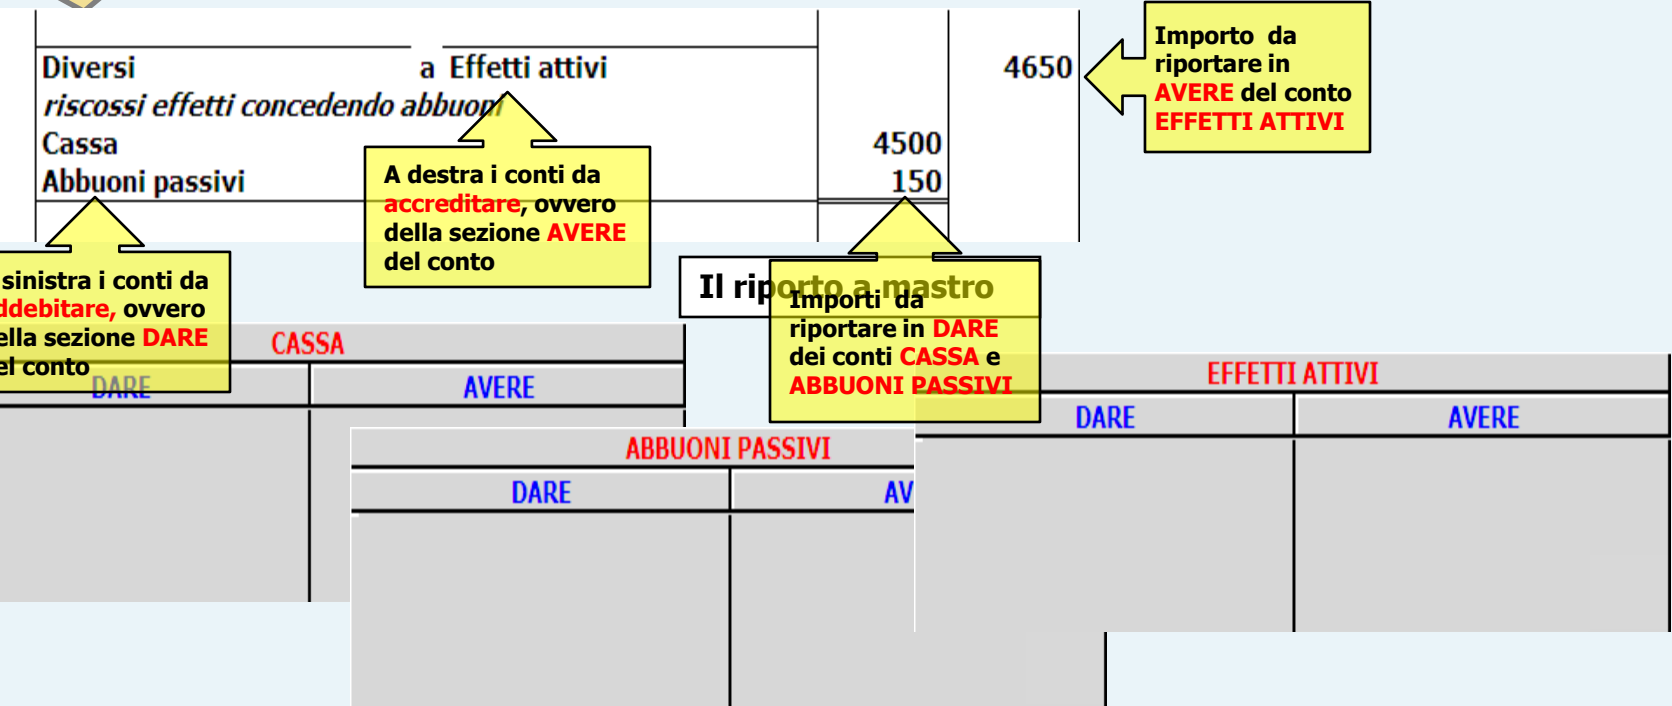 Diversi a Effetti attivi 4650
riscossi effetti concedendo abbuoni
Cassa 4500
Abbuoni passivi 150
Importo da
riportare in
AVERE del conto
EFFETTI ATTIVI
A destra i conti da
accreditare, ovvero
della sezione AVERE
del conto
sinistra i conti da
ddebitare, ovvero
ella sezione DARE
el conto
Il riporto a mastro
Importi da
riportare in DARE
dei conti CASSA e
ABBUONI PASSIVI
CASSA
DARE AVERE
EFFETTI ATTIVI
DARE AVERE
ABBUONI PASSIVI
DARE AV